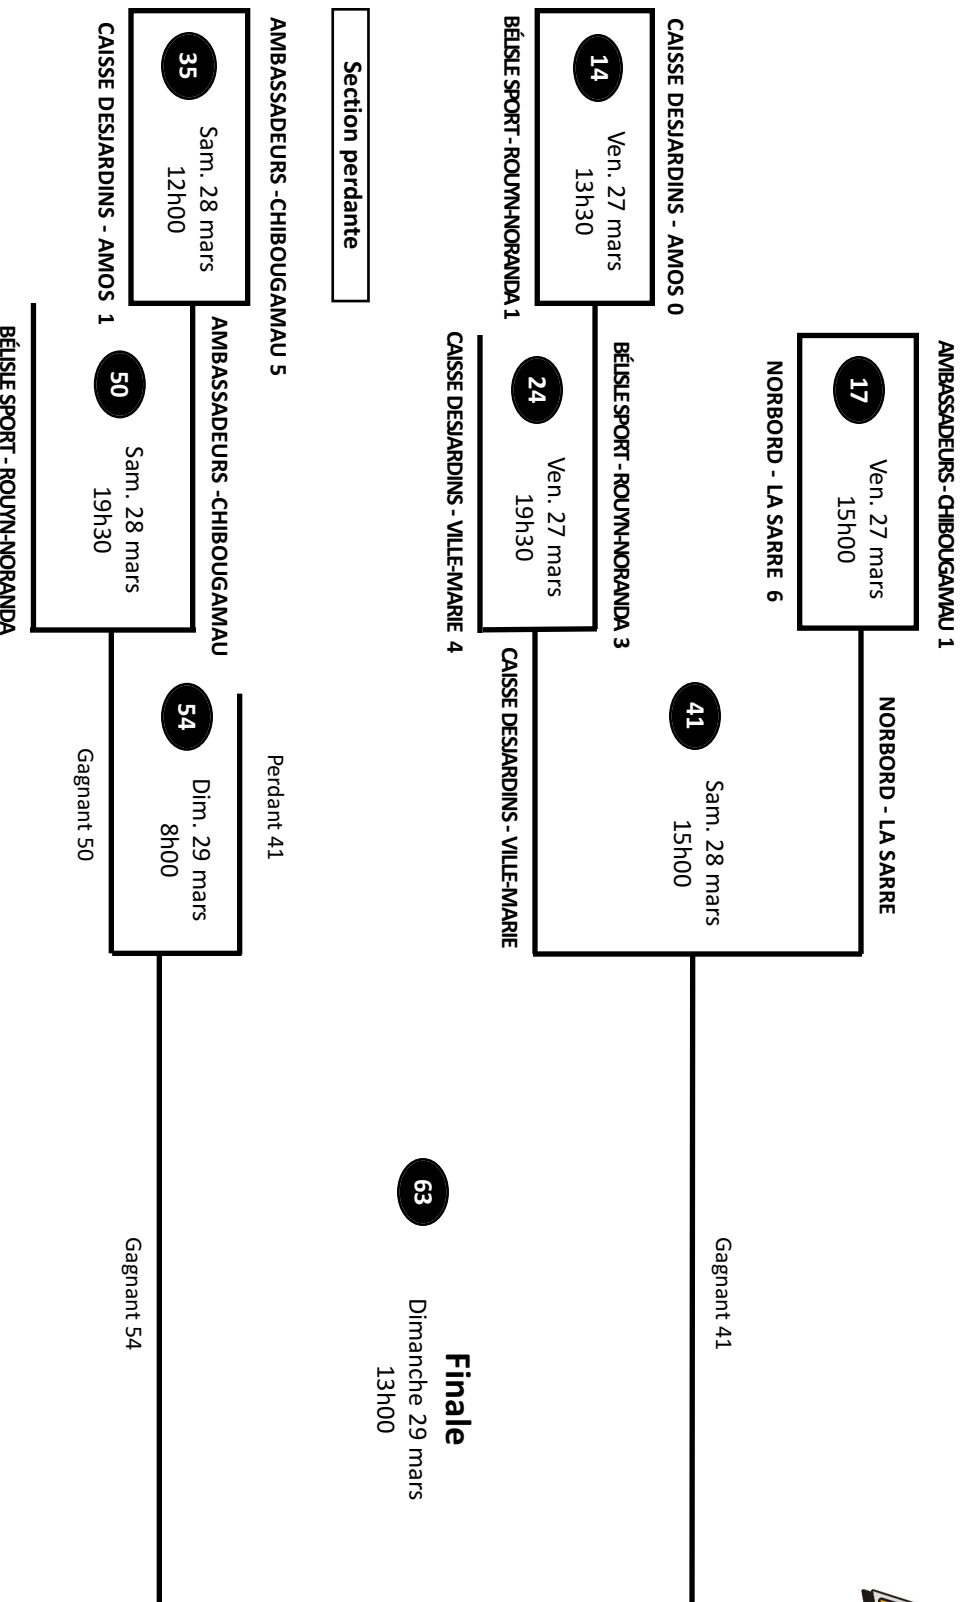 AMBASSADEURS - CHIBOUGAMAU 1
17
Ven. 27 mars
15h00
NORBORD - LA SARRE 6
NORBORD - LA SARRE
CAISSE DESJARDINS - AMOS 0
14
Ven. 27 mars
13h30
BÉLISLE SPORT - ROUYN-NORANDA 1
BÉLISLE SPORT - ROUYN-NORANDA 3
24
Ven. 27 mars
19h30
CAISSE DESJARDINS - VILLE-MARIE 4
41
Sam. 28 mars
15h00
CAISSE DESJARDINS - VILLE-MARIE
Gagnant 41
Finale
63
Dimanche 29 mars
13h00
Section perdante
AMBASSADEURS -CHIBOUGAMAU 5
35
Sam. 28 mars
12h00
CAISSE DESJARDINS - AMOS 1
AMBASSADEURS -CHIBOUGAMAU
50
Sam. 28 mars
19h30
BÉLISLE SPORT - ROUYN-NORANDA
Perdant 41
54
Dim. 29 mars
8h00
Gagnant 50
Gagnant 54